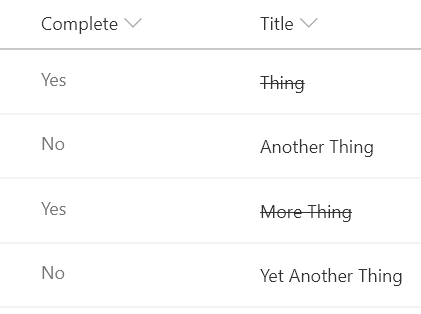 Complete Title
Yes Thing
No Another Thing
Yes More Thing
No Yet Another Thing